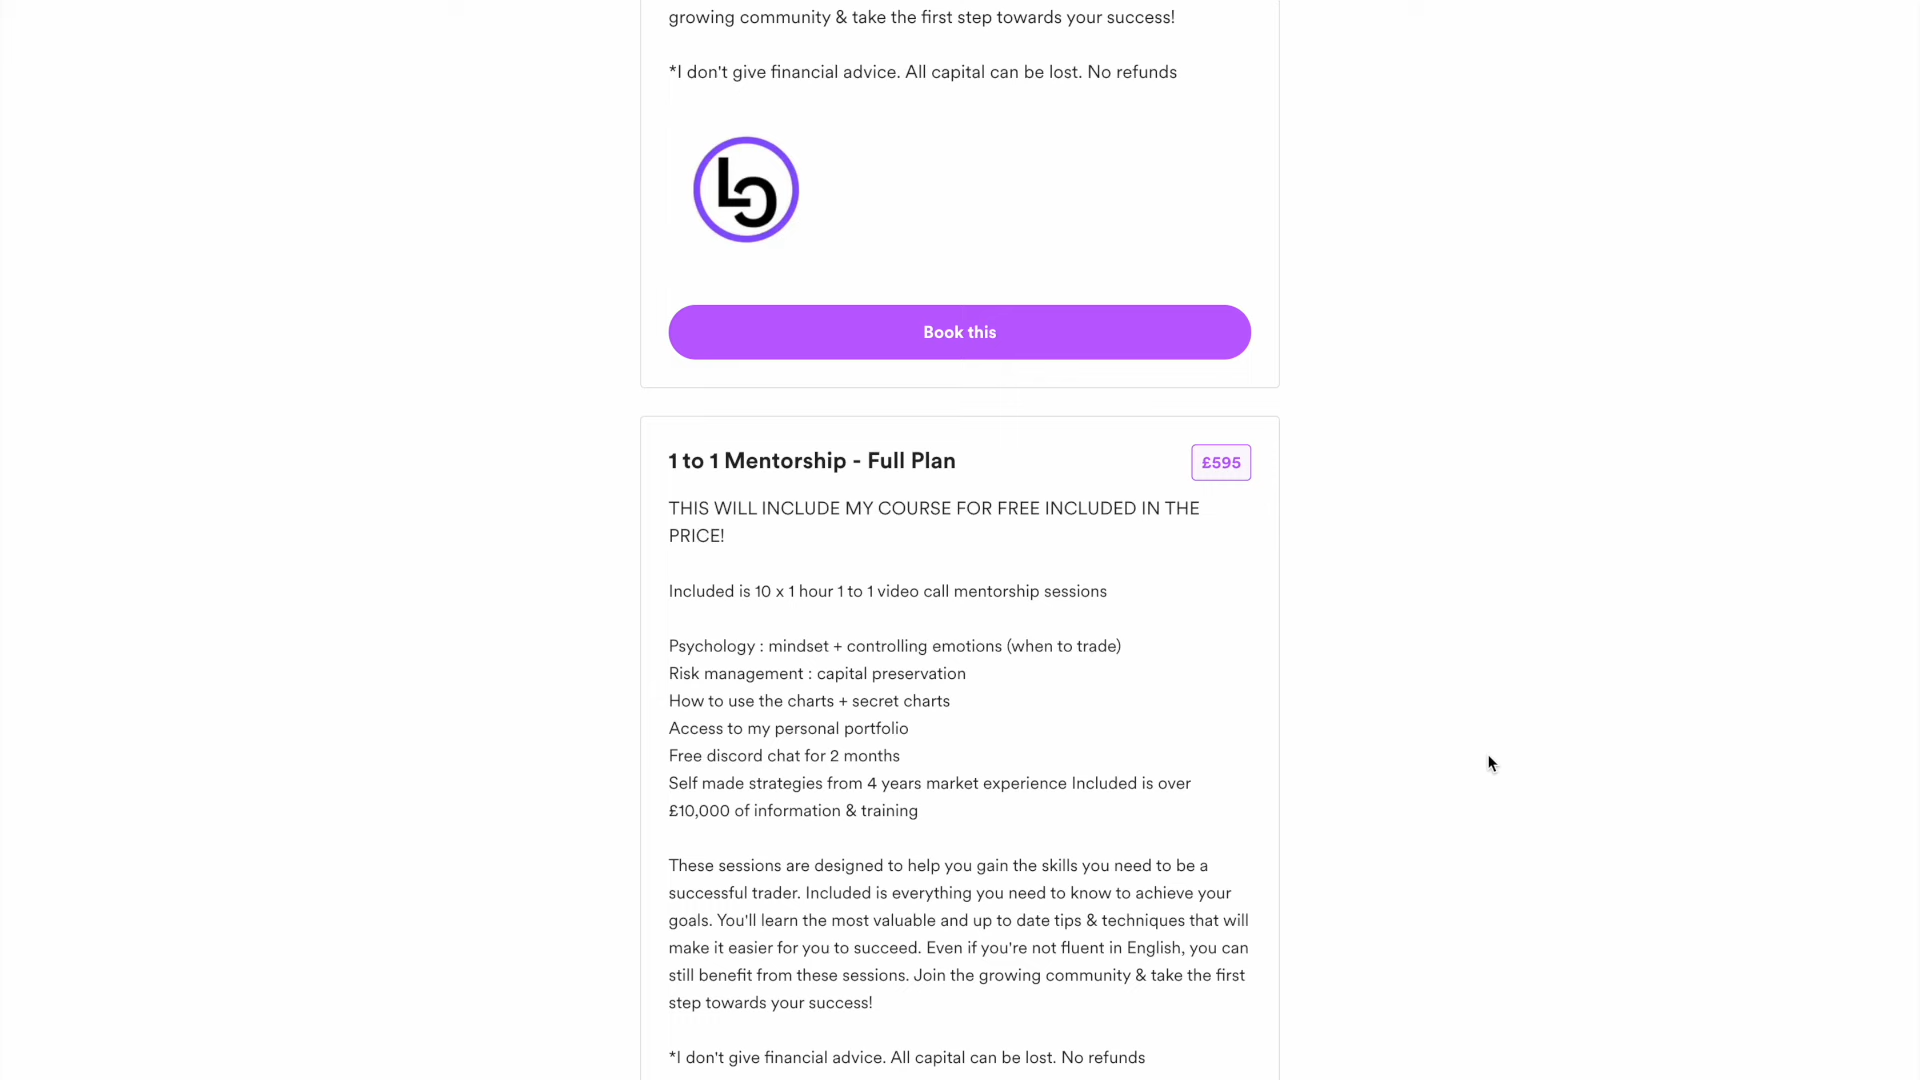 growing community & take the first step towards your success!
*I don't give financial advice. All capital can be lost. No refunds
Book this
1 to 1 Mentorship - Full Plan
£595
THIS WILL INCLUDE MY COURSE FOR FREE INCLUDED IN THE
PRICE!
Included is 10 x 1 hour 1 to 1 video call mentorship sessions
Psychology : mindset + controlling emotions (when to trade)
Risk management : capital preservation
How to use the charts + secret charts
Access to my personal portfolio
Free discord chat for 2 months
Self made strategies from 4 years market experience Included is over
£10,000 of information & training
These sessions are designed to help you gain the skills you need to be a
successful trader. Included is everything you need to know to achieve your
goals. You'll learn the most valuable and up to date tips & techniques that will
make it easier for you to succeed. Even if you're not fluent in English, you can
still benefit from these sessions. Join the growing community & take the first
step towards your success!
*I don't give financial advice. All capital can be lost. No refunds